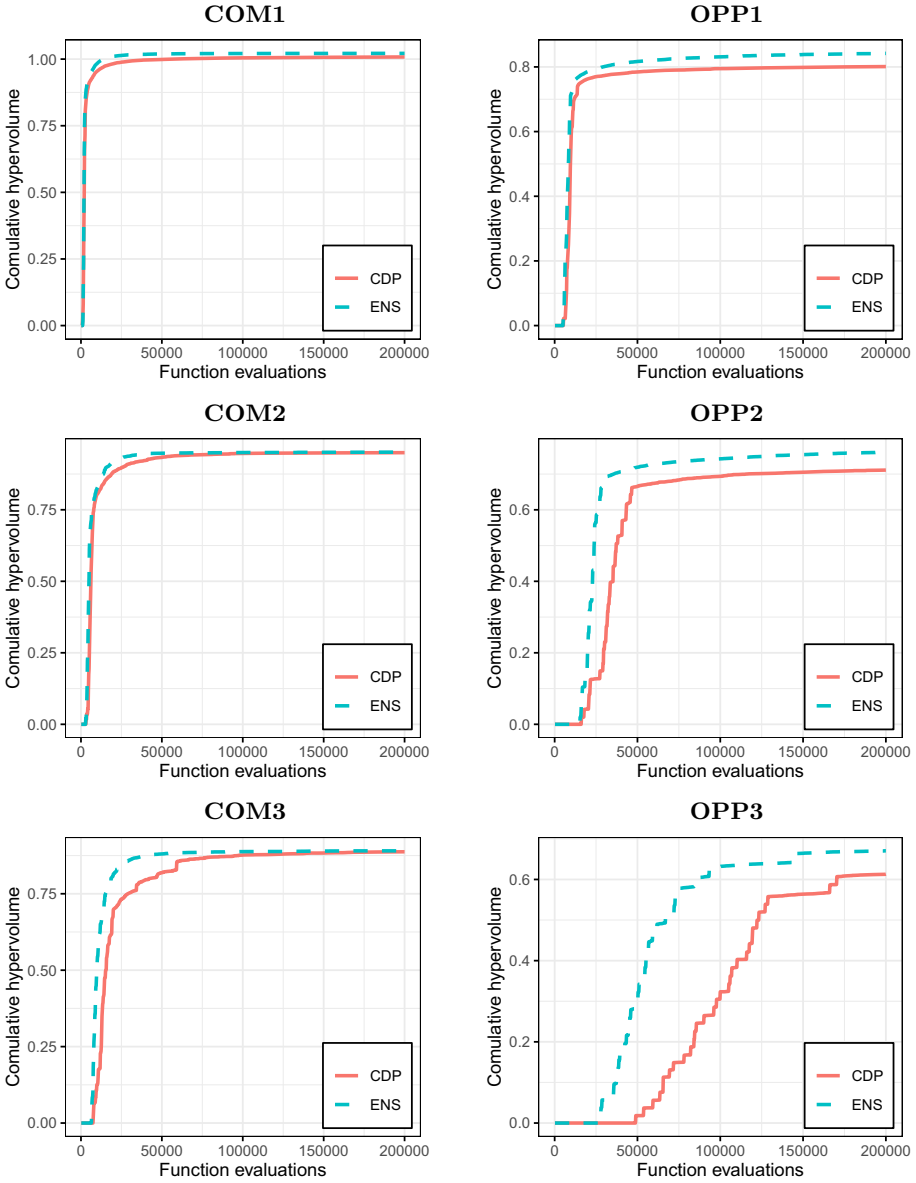 COM1
Comulative hypervolume
1.00
0.75
0.50
0.25
0.00
CDP
ENS
0 50000 100000 150000 200000
Function evaluations
OPP1
Comulative hypervolume
0.8
0.6
0.4
0.2
0.0
CDP
ENS
0 50000 100000 150000 200000
Function evaluations
COM2
Comulative hypervolume
0.75
0.50
0.25
0.00
CDP
ENS
0 50000 100000 150000 200000
Function evaluations
OPP2
Comulative hypervolume
0.6
0.4
0.2
0.0
CDP
ENS
0 50000 100000 150000 200000
Function evaluations
COM3
Comulative hypervolume
0.75
0.50
0.25
0.00
CDP
ENS
0 50000 100000 150000 200000
Function evaluations
OPP3
Comulative hypervolume
0.6
0.4
0.2
0.0
CDP
ENS
0 50000 100000 150000 200000
Function evaluations